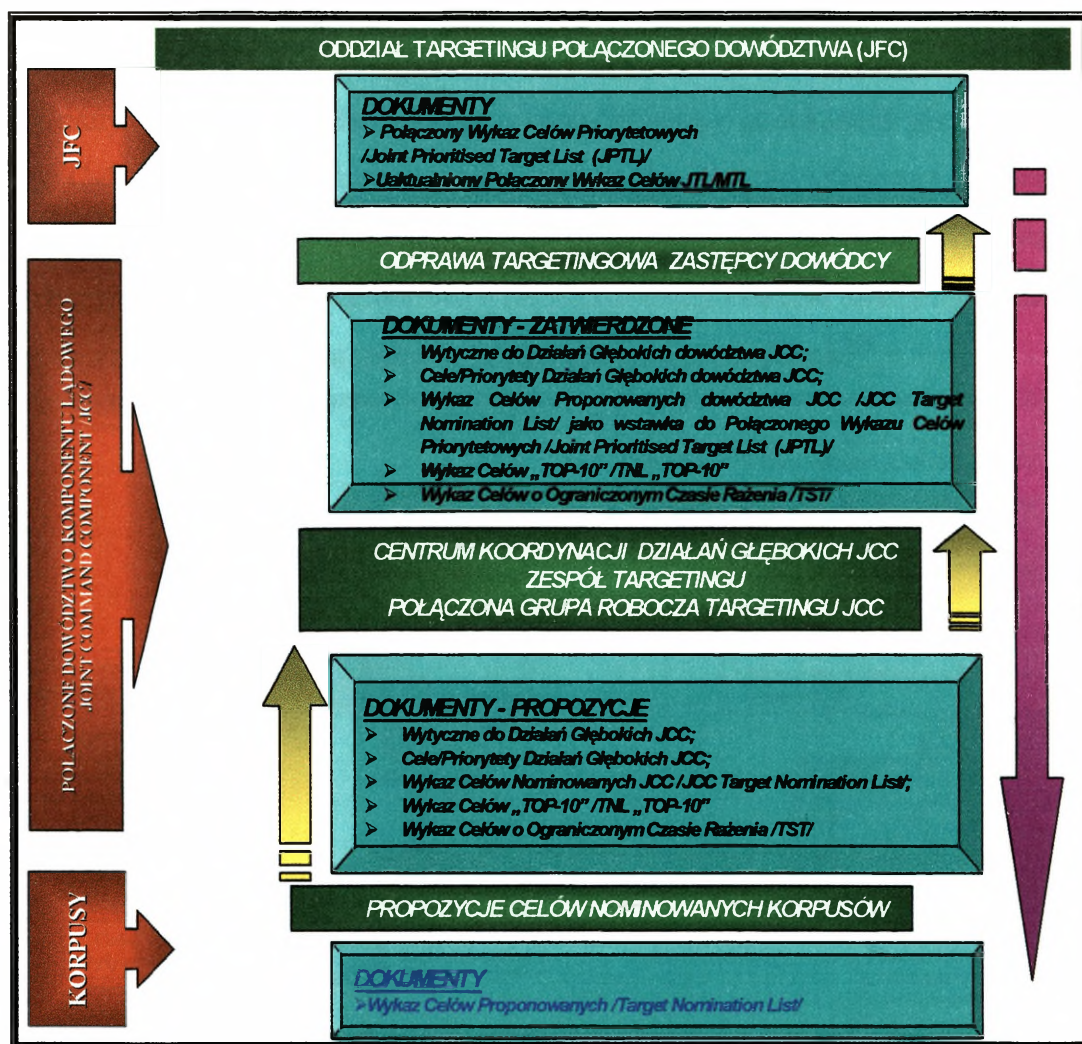 ODDZIAŁ TARGETINGU POŁĄCZONEGO DOWÓDZTWA (JFC)
JFC
DOKUMENTY
➢ Połączony Wykaz Celów Priorytetowych
/Joint Prioritised Target List (JPTL)/
➢Uaktualniony Połaczony Wykaz Celów JTL/MTL
ODPRAWA TARGETINGOWA ZASTĘPCY DOWÓDCY
POŁĄCZONE DOWÓDZTWO KOMPONENTU LĄDOWEGO
JOINT COMMAND COMPONENT /JCC/
DOKUMENTY - ZATWIERDZONE
➢ Wytyczne do Działań Głębokich dowództwa JCC;
➢ Cele/Priorytety Działań Głębokich dowództwa JCC;
➢ Wykaz Celów Proponowanych dowództwa JCC /JCC Target
Nomination List/ jako wstawka do Połączonego Wykazu Celów
Priorytetowych /Joint Prioritised Target List (JPTL)/
➢ Wykaz Celów „TOP-10” /TNL „TOP-10”
➢ Wykaz Celów o Ograniczonym Czasie Rażenia /TST/
CENTRUM KOORDYNACJI DZIAŁAŃ GŁĘBOKICH JCC
ZESPÓŁ TARGETINGU
POŁĄCZONA GRUPA ROBOCZA TARGETINGU JCC
DOKUMENTY - PROPOZYCJE
➢ Wytyczne do Działań Głębokich JCC;
➢ Cele/Priorytety Działań Głębokich JCC;
➢ Wykaz Celów Nominowanych JCC /JCC Target Nomination List/;
➢ Wykaz Celów „TOP-10” /TNL „TOP-10”
➢ Wykaz Celów o Ograniczonym Czasie Rażenia /TST/
KORPUSY
PROPOZYCJE CELÓW NOMINOWANYCH KORPUSÓW
DOKUMENTY
➢Wykaz Celów Proponowanych /Target Nomination List/